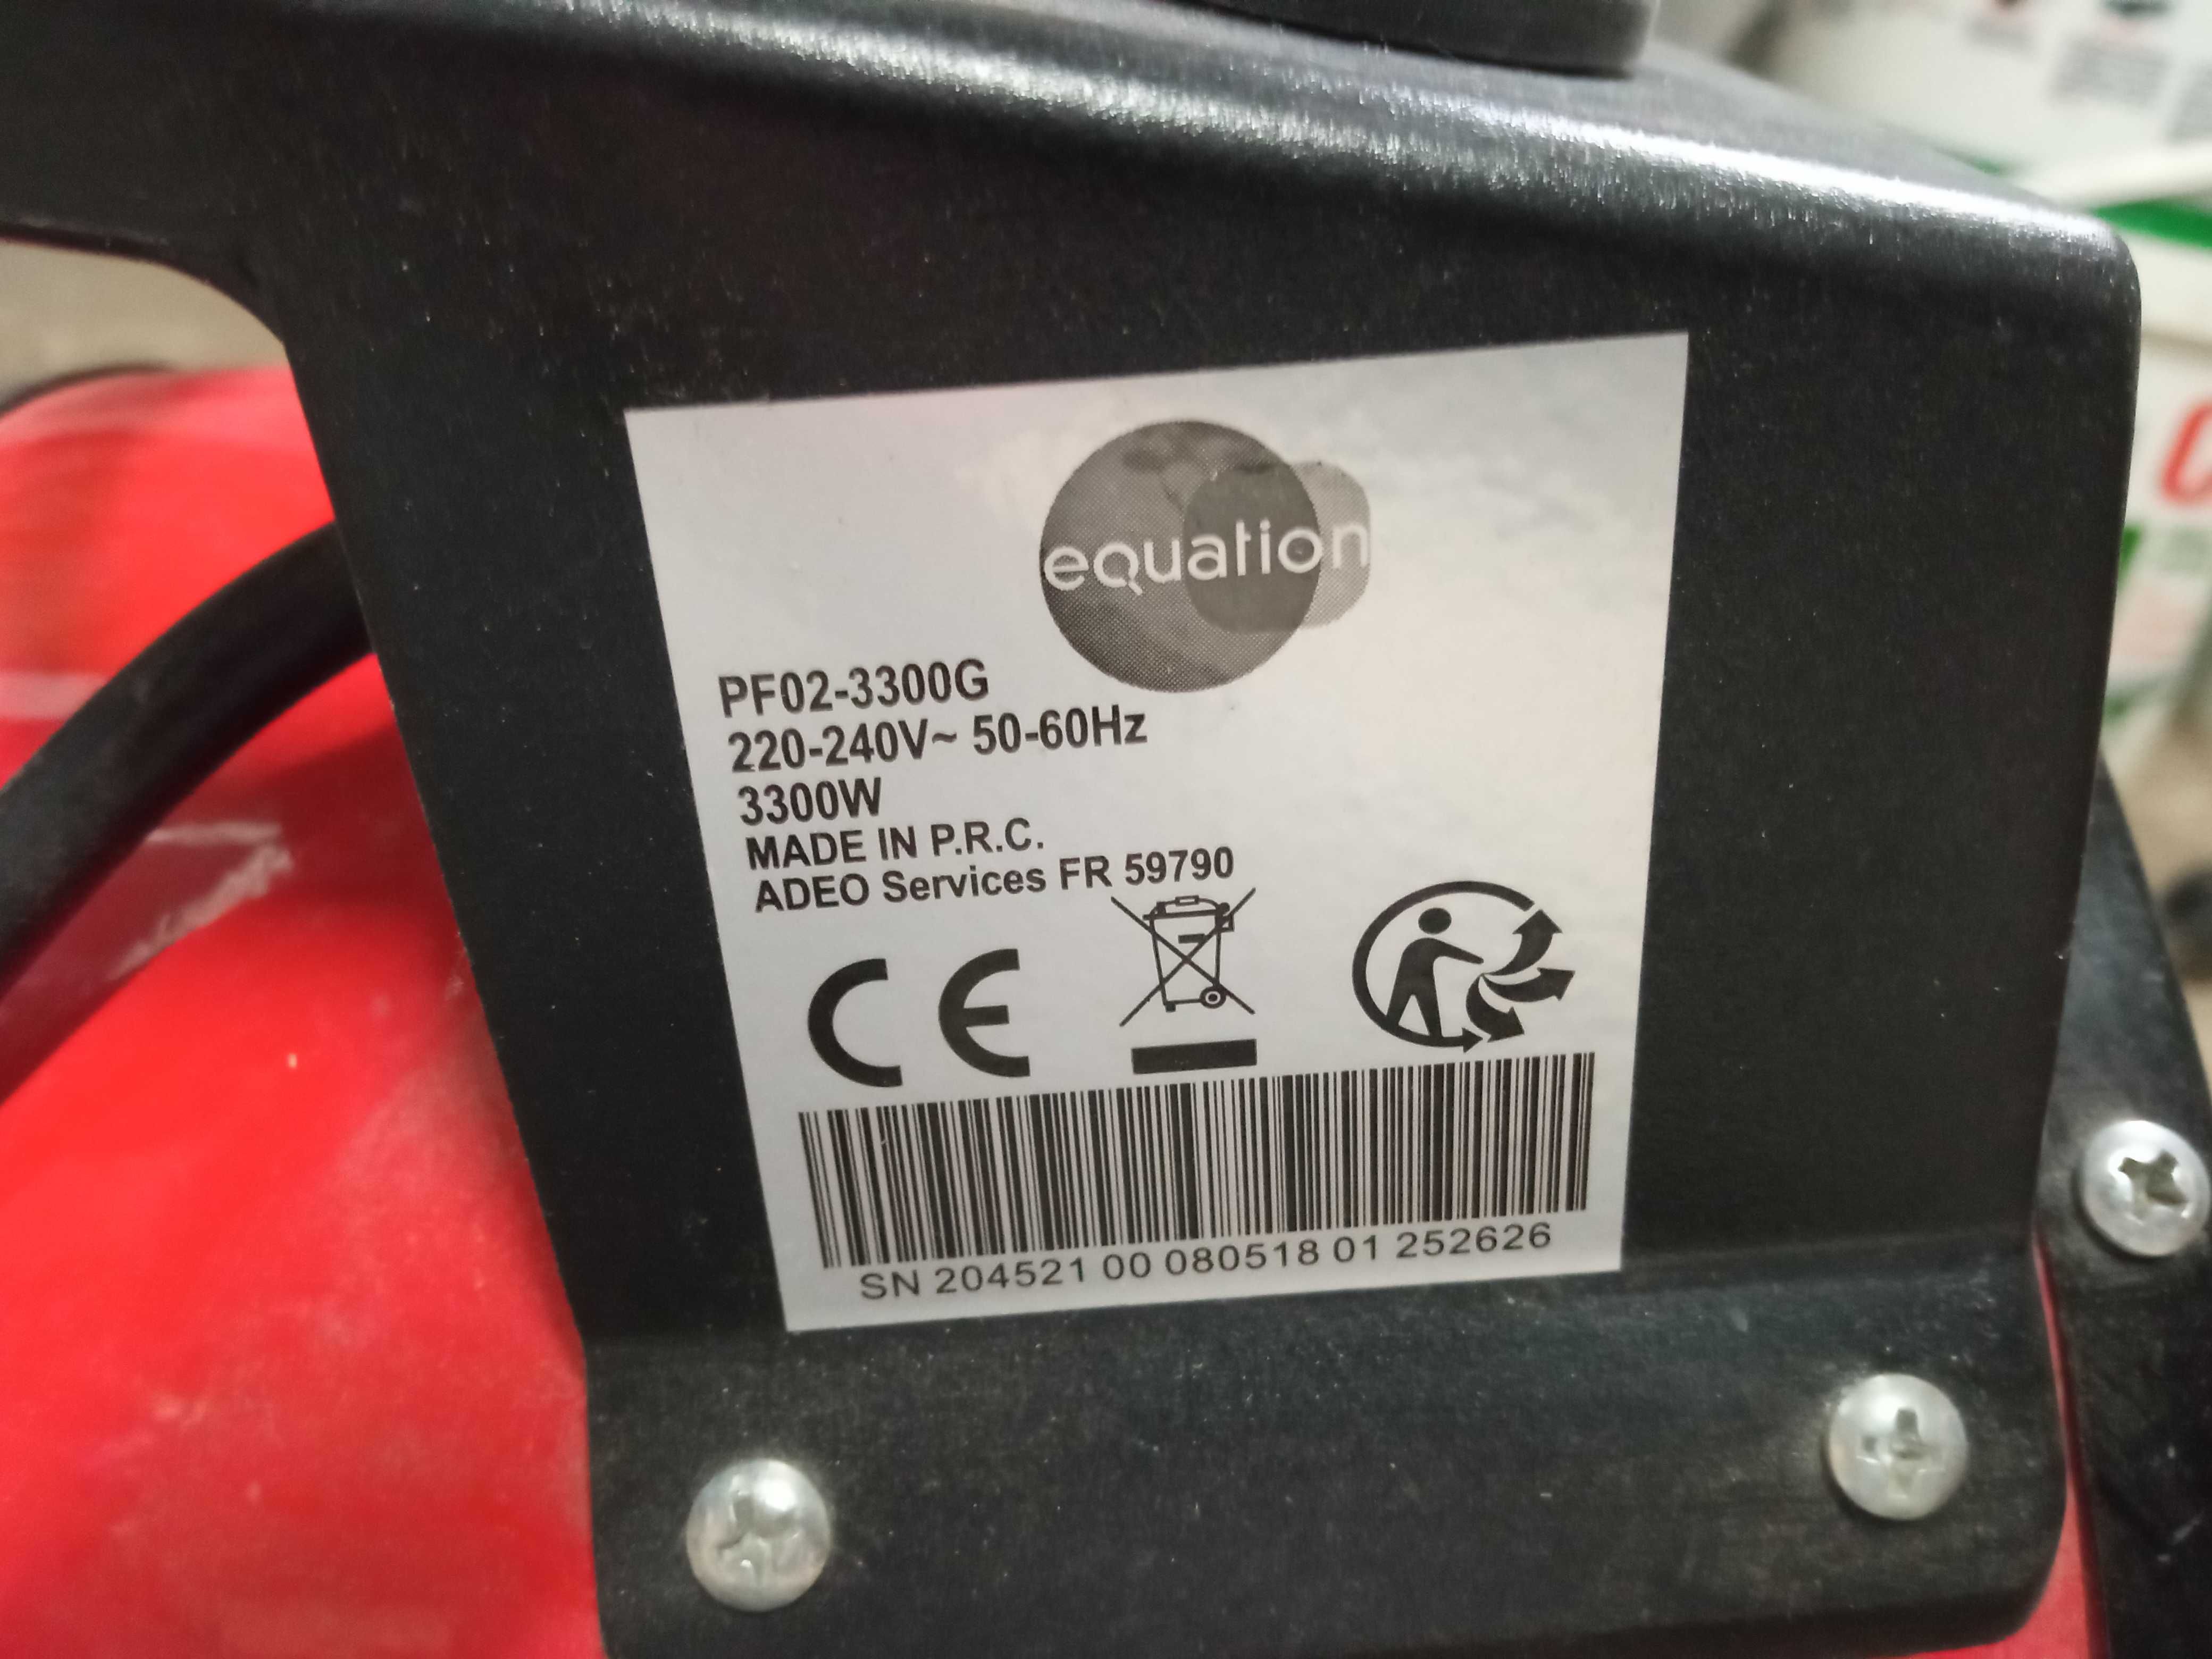 equation
PF02-3300G
220-240V~ 50-60Hz
3300W
MADE IN P.R.C.
ADEO Services FR 59790
CE
SN 204521 00 080518 01 252626